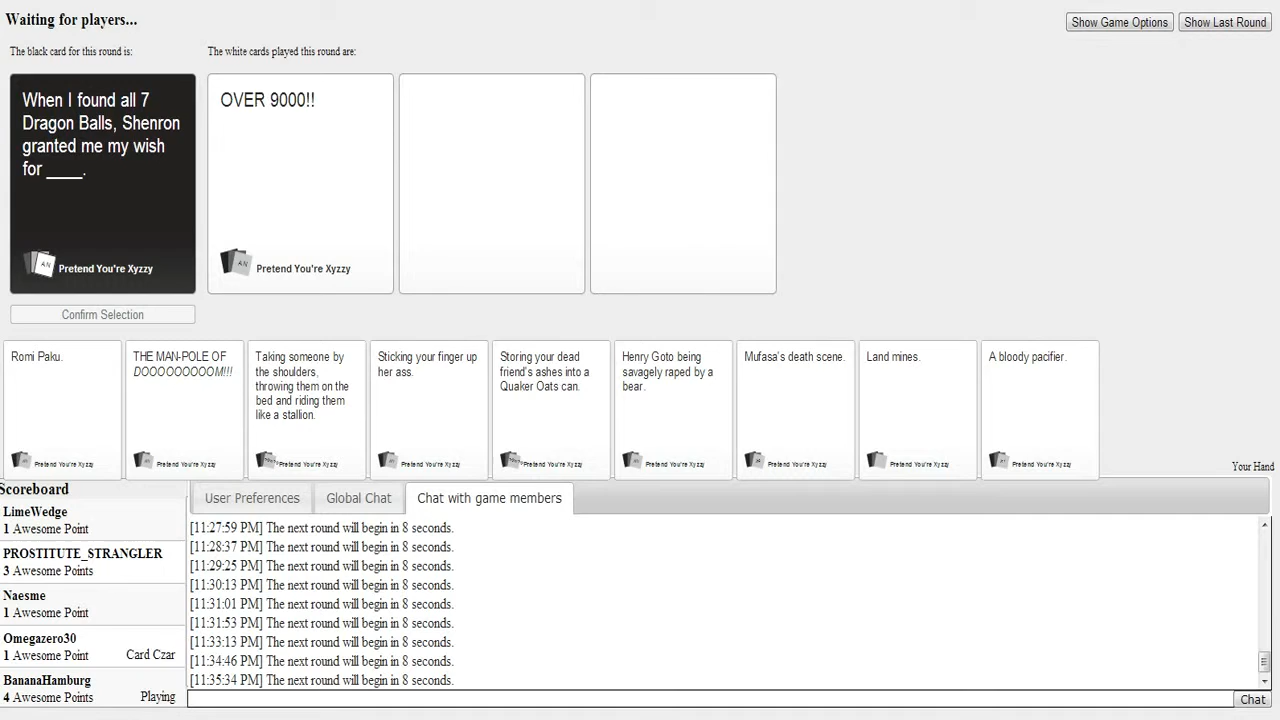 Waiting for players...
Show Game Options
Show Last Round
The black card for this round is:
The white cards played this round are:
When I found all 7
Dragon Balls, Shenron
granted me my wish
for ____.
Pretend You're Xyzzy
OVER 9000!!
Pretend You're Xyzzy
Confirm Selection
Romi Paku.
Pretend You're Xyzzy
THE MAN-POLE OF
DOOOOOOOOOM!!!
Pretend You're Xyzzy
Taking someone by
the shoulders,
throwing them on the
bed and riding them
like a stallion.
Pretend You're Xyzzy
Sticking your finger up
her ass.
Pretend You're Xyzzy
Storing your dead
friend's ashes into a
Quaker Oats can.
Pretend You're Xyzzy
Henry Goto being
savagely raped by a
bear.
Pretend You're Xyzzy
Mufasa's death scene.
Pretend You're Xyzzy
Land mines.
Pretend You're Xyzzy
A bloody pacifier.
Pretend You're Xyzzy
Your Hand
Scoreboard
LimeWedge
1 Awesome Point
PROSTITUTE_STRANGLER
3 Awesome Points
Naesme
1 Awesome Point
Omegazero30
1 Awesome Point Card Czar
BananaHamburg
4 Awesome Points Playing
User Preferences
Global Chat
Chat with game members
[11:27:59 PM] The next round will begin in 8 seconds.
[11:28:37 PM] The next round will begin in 8 seconds.
[11:29:25 PM] The next round will begin in 8 seconds.
[11:30:13 PM] The next round will begin in 8 seconds.
[11:31:01 PM] The next round will begin in 8 seconds.
[11:31:53 PM] The next round will begin in 8 seconds.
[11:33:13 PM] The next round will begin in 8 seconds.
[11:34:46 PM] The next round will begin in 8 seconds.
[11:35:34 PM] The next round will begin in 8 seconds.
Chat